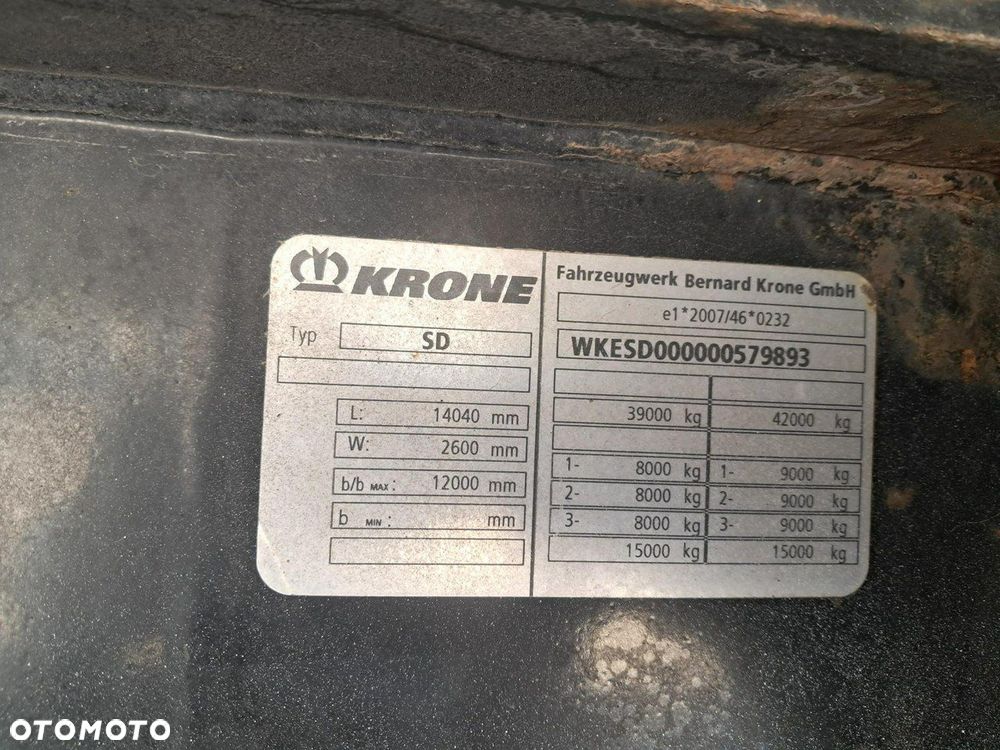 KRONE
Typ SD
L: 14040 mm
W: 2600 mm
b/b MAX: 12000 mm
b MIN: mm
Fahrzeugwerk Bernard Krone GmbH
e1*2007/46*0232
WKESD000000579893
39000 kg 42000 kg
1- 8000 kg 1- 9000 kg
2- 8000 kg 2- 9000 kg
3- 8000 kg 3- 9000 kg
15000 kg 15000 kg
OTOMOTO